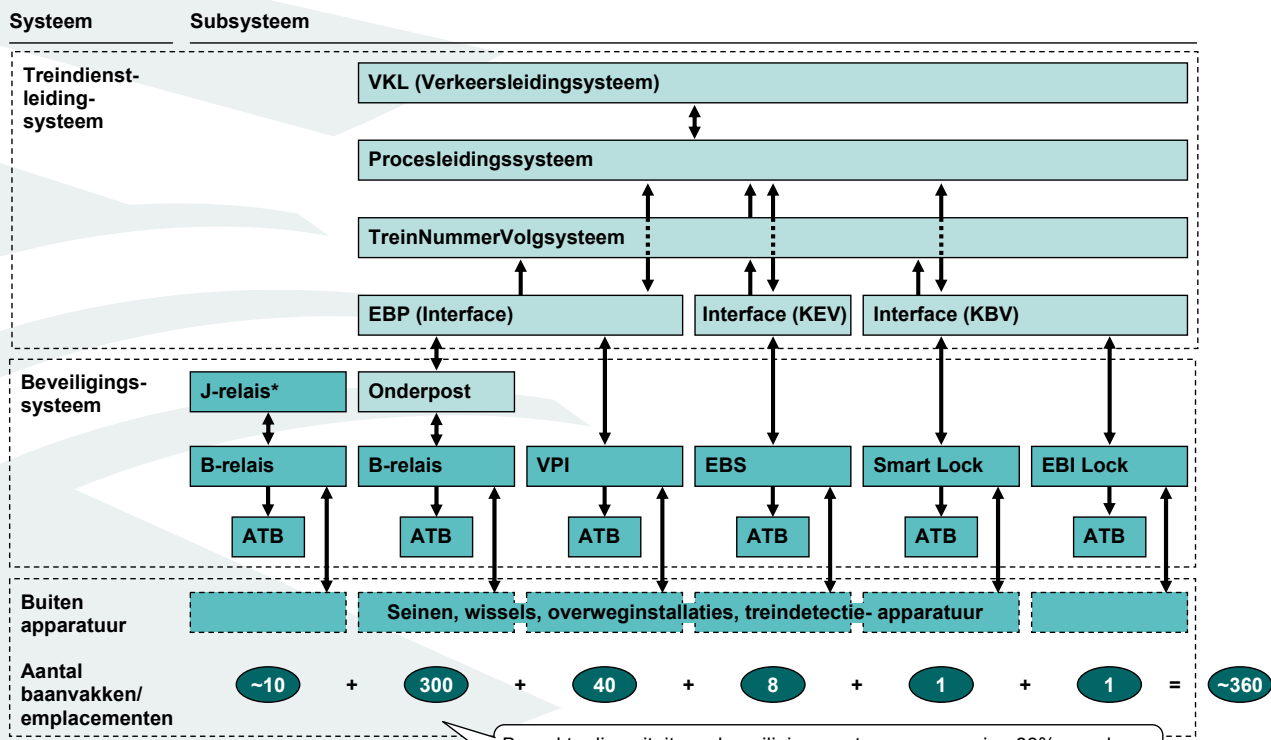 Systeem
Subsysteem
Treindienst-
leiding-
systeem
VKL (Verkeersleidingsysteem)
Procesleidingssysteem
TreinNummerVolgsysteem
EBP (Interface)
Interface (KEV)
Interface (KBV)
Beveiligings-
systeem
J-relais*
Onderpost
B-relais
B-relais
VPI
EBS
Smart Lock
EBI Lock
ATB
ATB
ATB
ATB
ATB
ATB
Buiten
apparatuur
Seinen, wissels, overweginstallaties, treindetectie- apparatuur
Aantal
baanvakken/
emplacementen
~10 + 300 + 40 + 8 + 1 + 1 = ~360